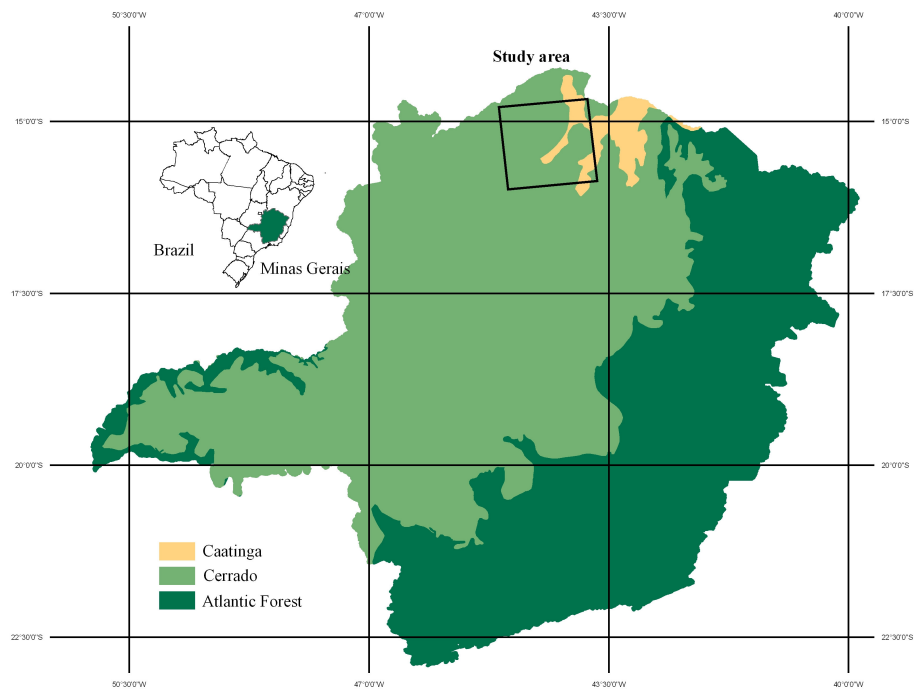 50°30'0"W 47°0'0"W 43°30'0"W 40°0'0"W
Study area
15°0'0"S 15°0'0"S
Brazil
Minas Gerais
17°30'0"S 17°30'0"S
20°0'0"S 20°0'0"S
Caatinga
Cerrado
Atlantic Forest
22°30'0"S 22°30'0"S
50°30'0"W 47°0'0"W 43°30'0"W 40°0'0"W